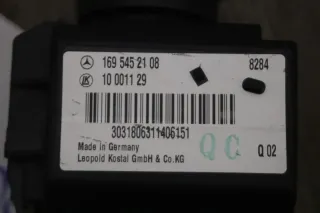 169 545 21 08 8284
10 0011 29
3031806311406151
QC
Made in Germany Q 02
Leopold Kostal GmbH & Co.KG